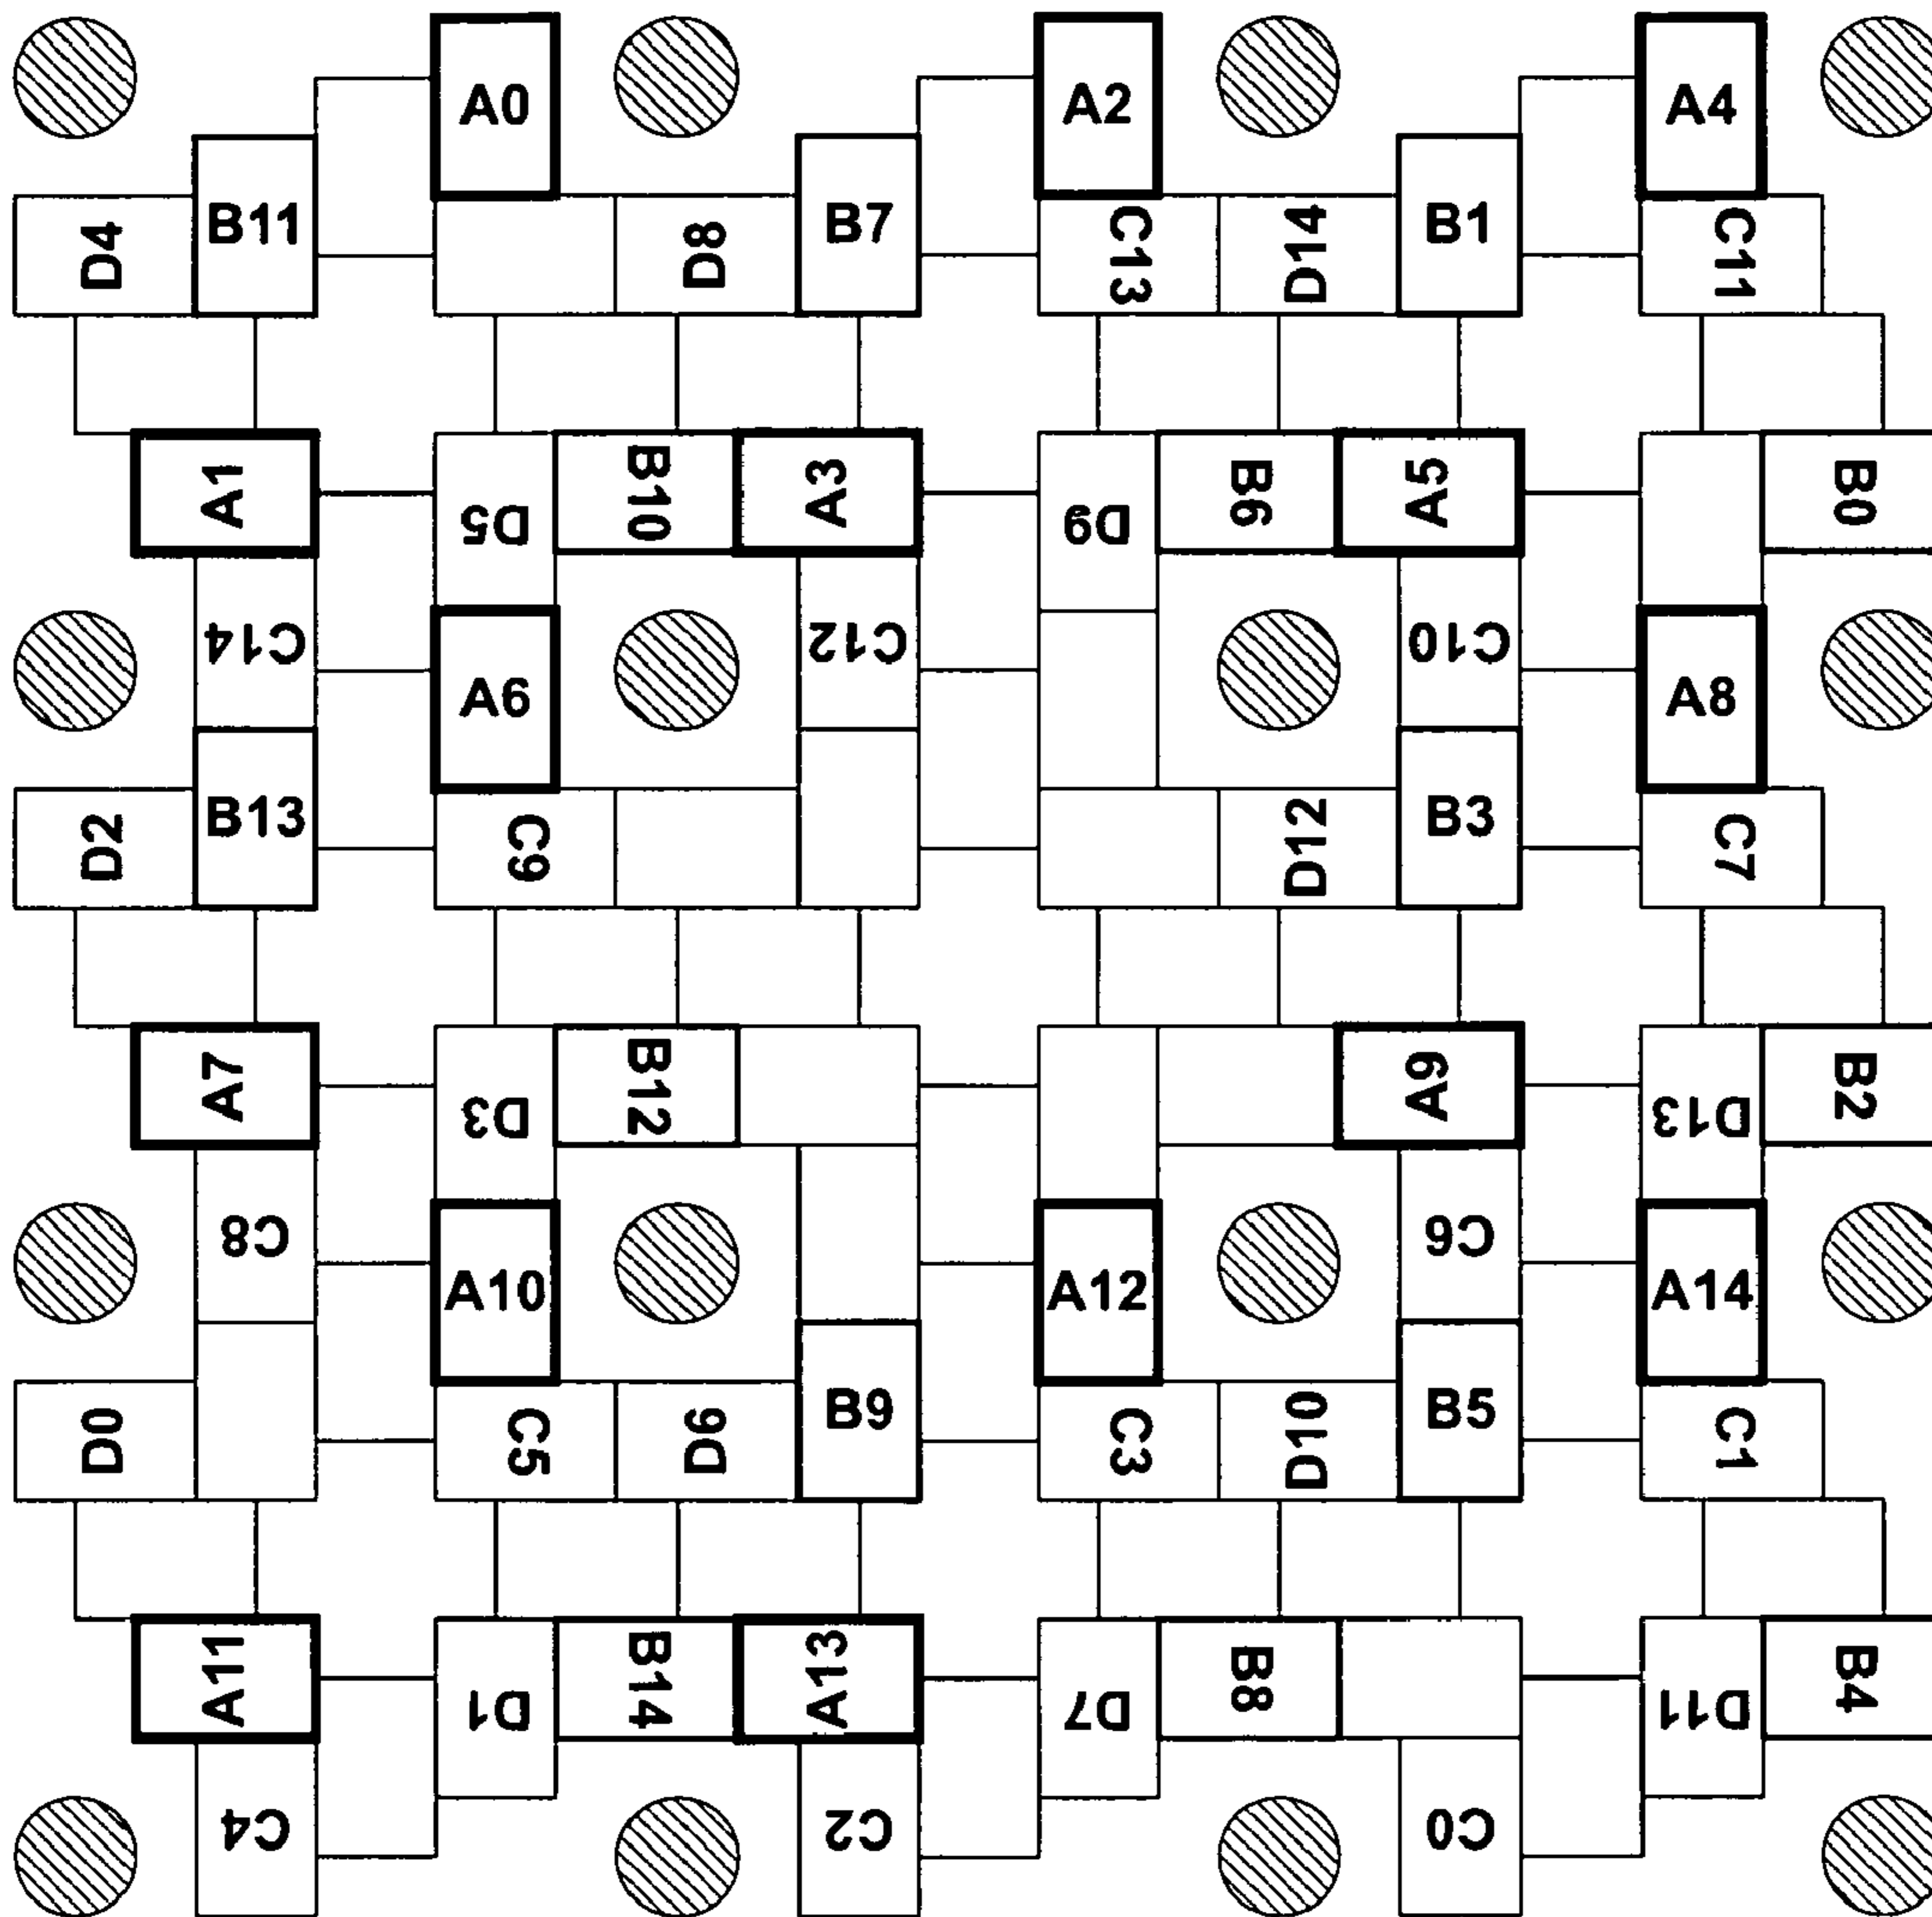 A0 A2 A4
D4 B11 D8 B7 C13 D14 B1 C11
A1 D5 B10 A3 D9 B6 A5 B0
C14 A6 C12 C10 A8
D2 B13 C9 D12 B3 C7
A7 D3 B12 A9 D13 B2
C8 A10 A12 C6 A14
D0 C5 D6 B9 C3 D10 B5 C1
A11 D1 B14 A13 D7 B8 D11 B4
C4 C2 C0